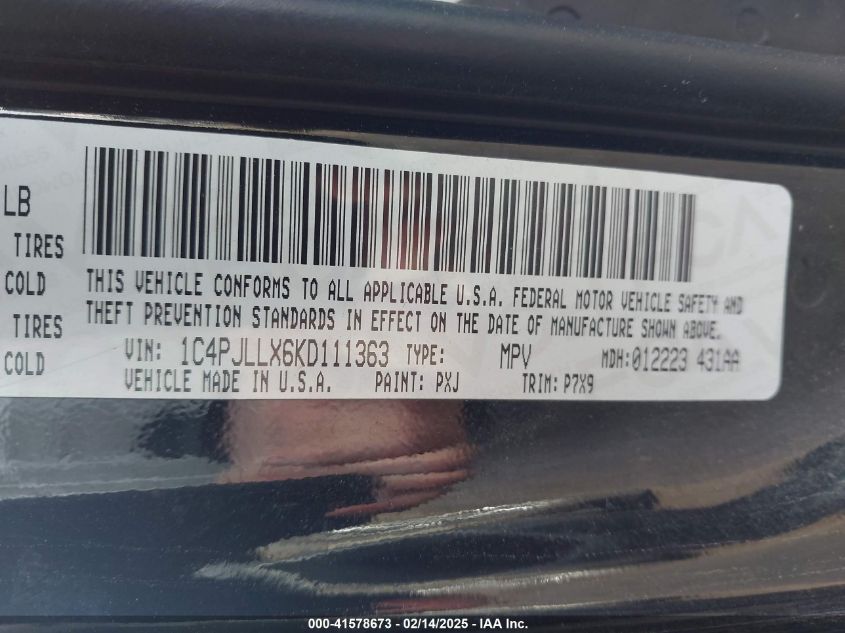 LB
TIRES
COLD
TIRES
COLD
THIS VEHICLE CONFORMS TO ALL APPLICABLE U.S.A. FEDERAL MOTOR VEHICLE SAFETY AND
THEFT PREVENTION STANDARDS IN EFFECT ON THE DATE OF MANUFACTURE SHOWN ABOVE.
VIN: 1C4PJLLX6KD111363 TYPE: MPV MDH:012223 431AA
VEHICLE MADE IN U.S.A. PAINT: PXJ TRIM: P7X9
000-41578673 - 02/14/2025 - IAA Inc.